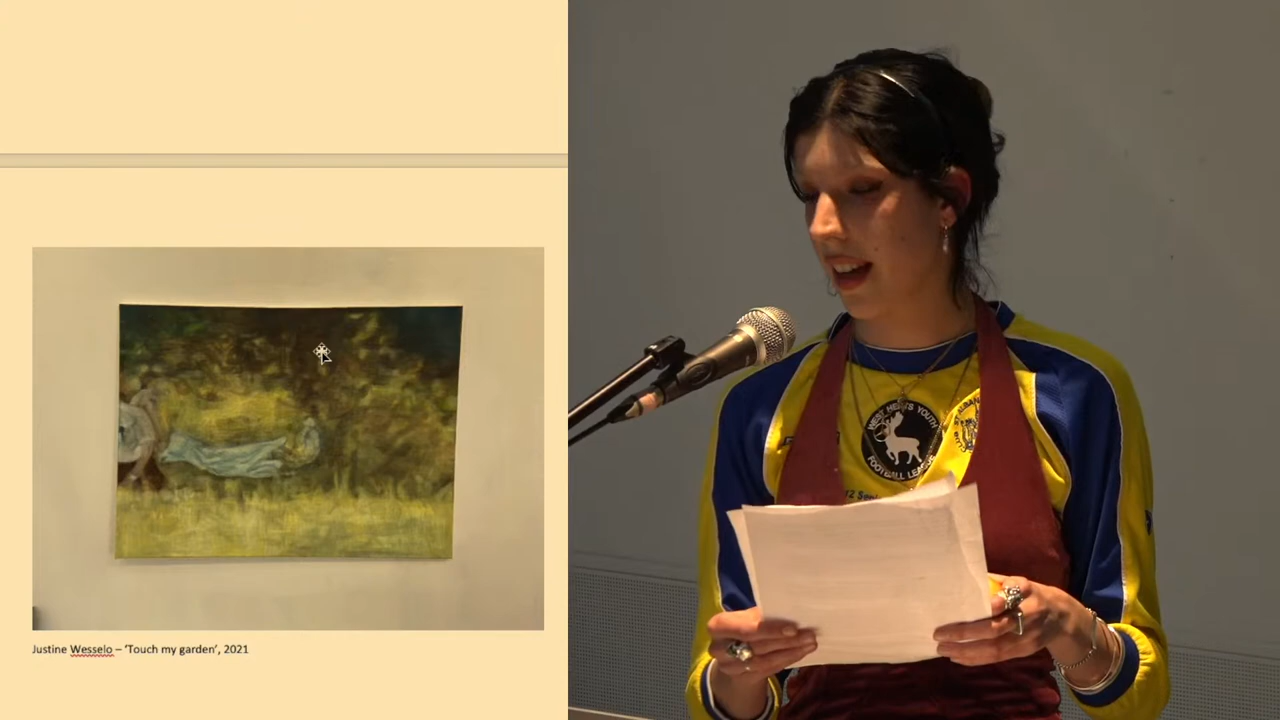 Justine Wesselo – 'Touch my garden', 2021
WEST HERTS YOUTH
FOOTBALL LEAGUE